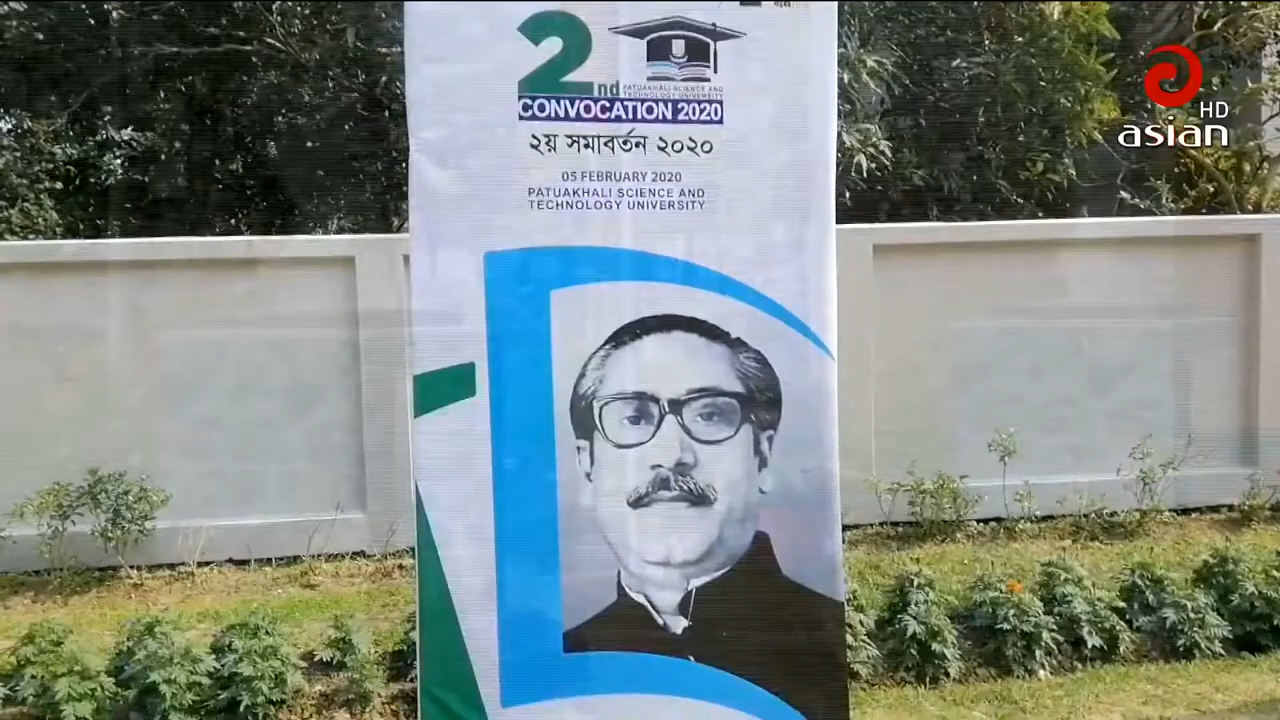 2nd
PATUAKHALI SCIENCE AND
TECHNOLOGY UNIVERSITY
CONVOCATION 2020
২য় সমাবর্তন ২০২০
05 FEBRUARY 2020
PATUAKHALI SCIENCE AND
TECHNOLOGY UNIVERSITY
HD
asian